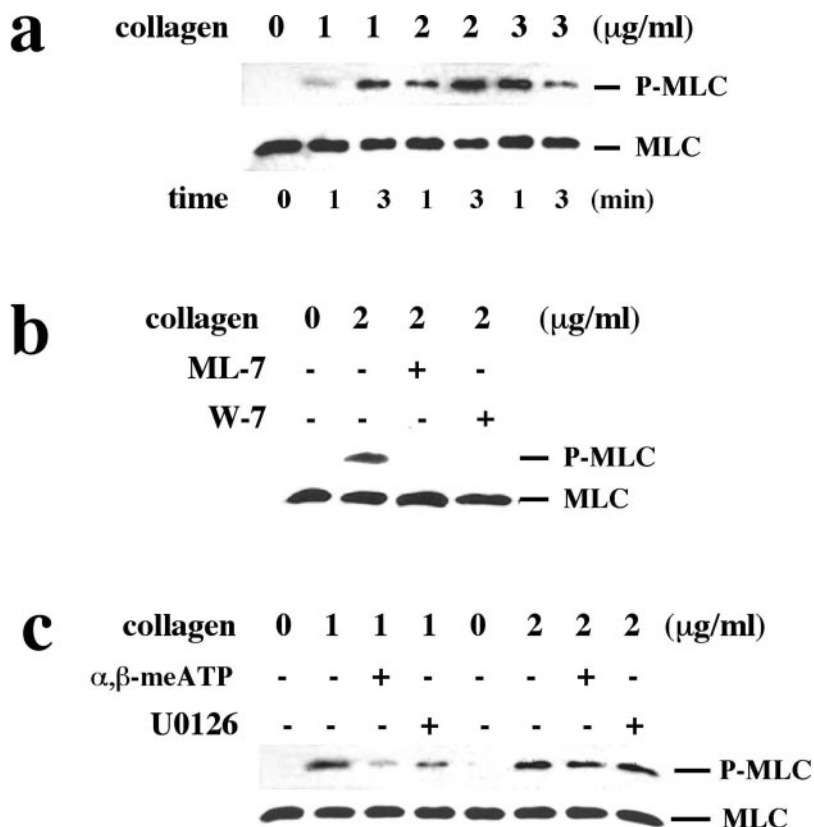 a
collagen 0 1 1 2 2 3 3 (μg/ml)
P-MLC
MLC
time 0 1 3 1 3 1 3 (min)
b
collagen 0 2 2 2 (μg/ml)
ML-7 - - + -
W-7 - - - +
P-MLC
MLC
c
collagen 0 1 1 1 0 2 2 2 (μg/ml)
α,β-meATP - - + - - - + -
U0126 - - - + - - - +
P-MLC
MLC